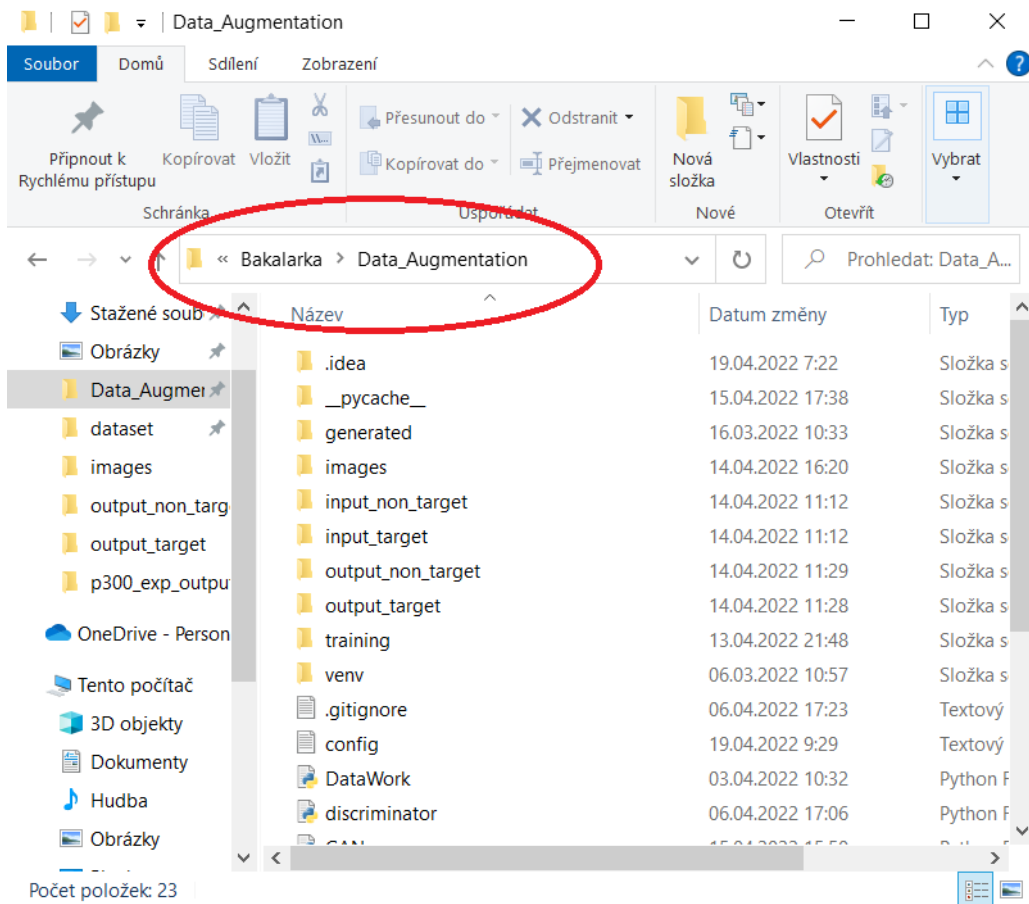 Data_Augmentation
Soubor Domů Sdílení Zobrazení
Připnout k Rychlému přístupu
Kopírovat
Vložit
W...
Přesunout do
Kopírovat do
Odstranit
Přejmenovat
Nová složka
Vlastnosti
Vybrat
Schránka Uspořádat Nové Otevřít
« Bakalarka > Data_Augmentation
Prohledat: Data_A...
Stažené soub
Obrázky
Data_Augmer
dataset
images
output_non_targ
output_target
p300_exp_outpu
OneDrive - Person
Tento počítač
3D objekty
Dokumenty
Hudba
Obrázky
Název Datum změny Typ
.idea 19.04.2022 7:22 Složka s
__pycache__ 15.04.2022 17:38 Složka s
generated 16.03.2022 10:33 Složka s
images 14.04.2022 16:20 Složka s
input_non_target 14.04.2022 11:12 Složka s
input_target 14.04.2022 11:12 Složka s
output_non_target 14.04.2022 11:29 Složka s
output_target 14.04.2022 11:28 Složka s
training 13.04.2022 21:48 Složka s
venv 06.03.2022 10:57 Složka s
.gitignore 06.04.2022 17:23 Textový
config 19.04.2022 9:29 Textový
DataWork 03.04.2022 10:32 Python F
discriminator 06.04.2022 17:06 Python F
Počet položek: 23